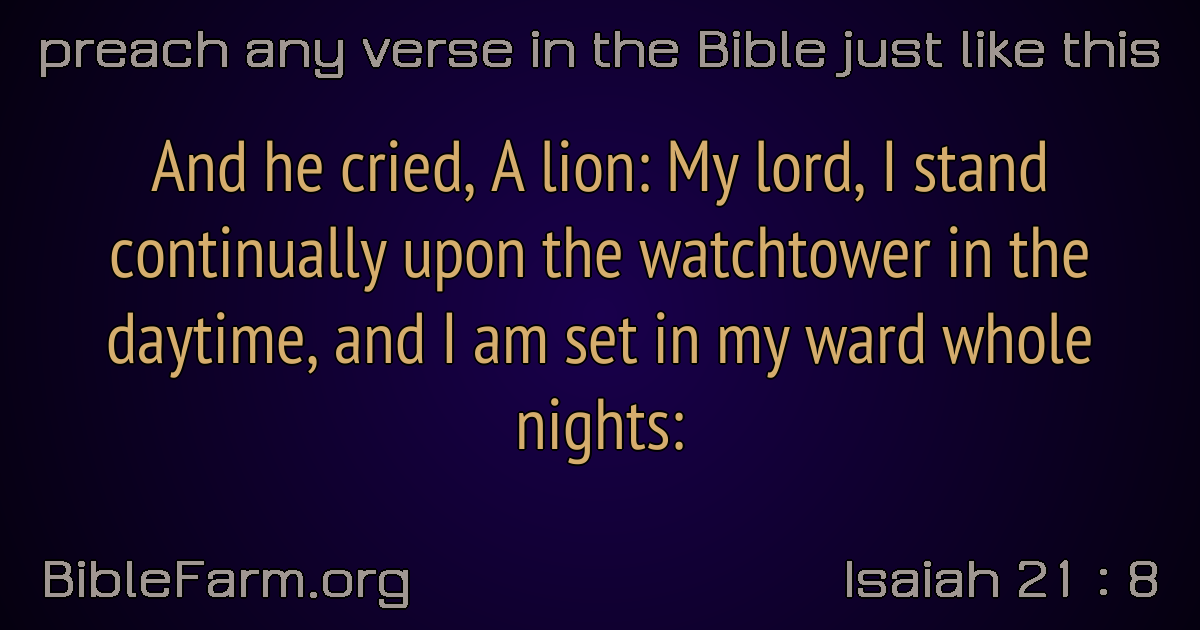 preach any verse in the Bible just like this
And he cried, A lion: My lord, I stand
continually upon the watchtower in the
daytime, and I am set in my ward whole
nights:
BibleFarm.org
Isaiah 21 : 8